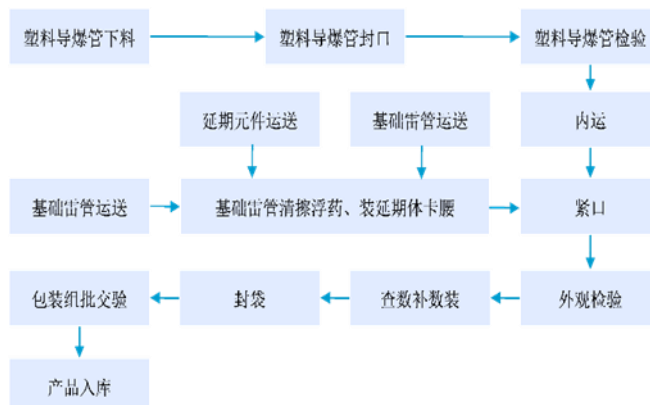 塑料导爆管下料
塑料导爆管封口
塑料导爆管检验
延期元件运送
基础雷管运送
内运
基础雷管运送
基础雷管清擦浮药、装延期体卡腰
紧口
包装组批交验
封袋
查数补数装
外观检验
产品入库